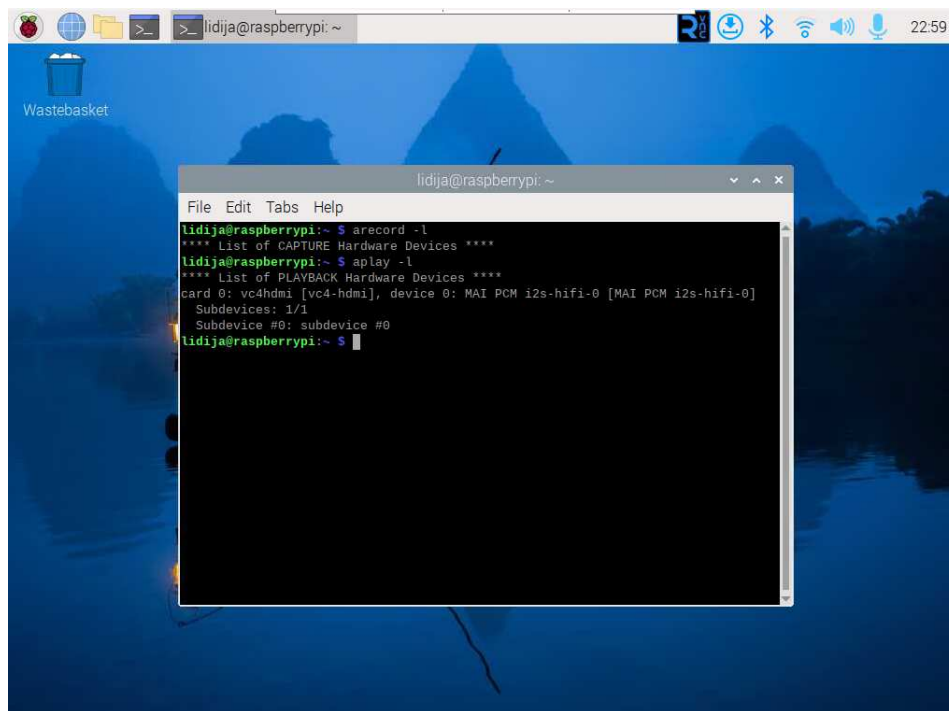 lidija@raspberrypi: ~
22:59
Wastebasket
lidija@raspberrypi: ~
File Edit Tabs Help
lidija@raspberrypi:~ $ arecord -l
**** List of CAPTURE Hardware Devices ****
lidija@raspberrypi:~ $ aplay -l
**** List of PLAYBACK Hardware Devices ****
card 0: vc4hdmi [vc4-hdmi], device 0: MAI PCM i2s-hifi-0 [MAI PCM i2s-hifi-0]
  Subdevices: 1/1
  Subdevice #0: subdevice #0
lidija@raspberrypi:~ $